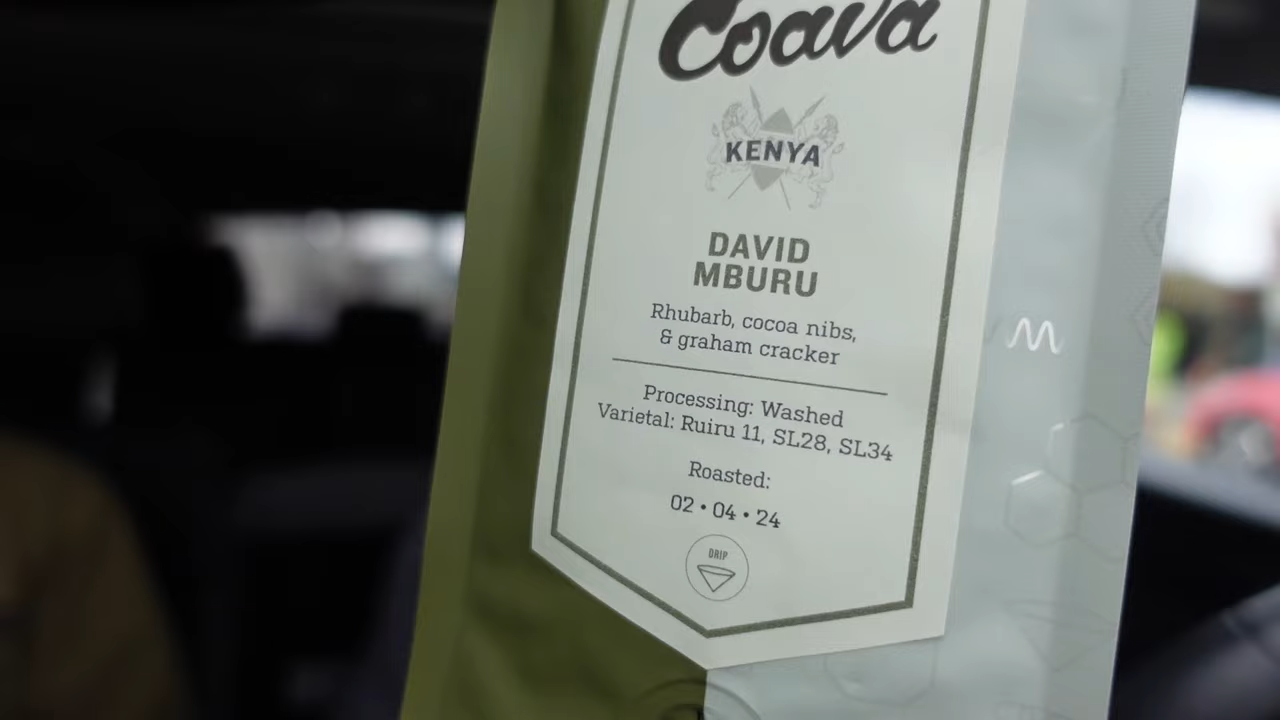 Coava
KENYA
DAVID
MBURU
Rhubarb, cocoa nibs,
& graham cracker
Processing: Washed
Varietal: Ruiru 11, SL28, SL34
Roasted:
02 • 04 • 24
DRIP